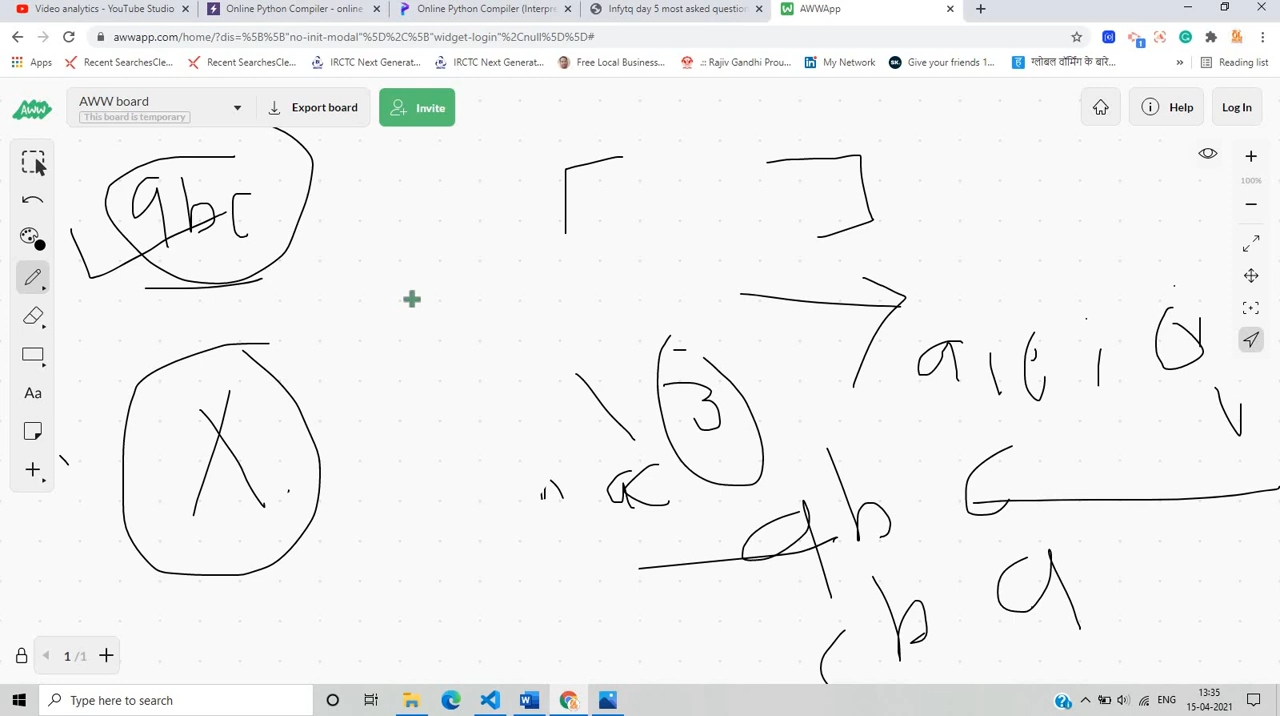 Video analytics - YouTube Studio
Online Python Compiler - online
Online Python Compiler (Interpre
Infytq day 5 most asked question
AWWApp
awwapp.com/home/?dis=%5B%5B"no-init-modal"%2C%5B"widget-login"%2Cnull%5D%5D#
Apps
Recent SearchesCle...
Recent SearchesCle...
IRCTC Next Generat...
IRCTC Next Generat...
Free Local Business...
.: Rajiv Gandhi Prou...
My Network
Give your friends 1...
ग्लोबल वॉर्मिंग के बारे...
»
Reading list
AWW
AWW board
This board is temporary
Export board
Invite
Help
Log In
100%
Aa
abc
3
a
a b
b a
1/1
Type here to search
ENG
13:35
15-04-2021